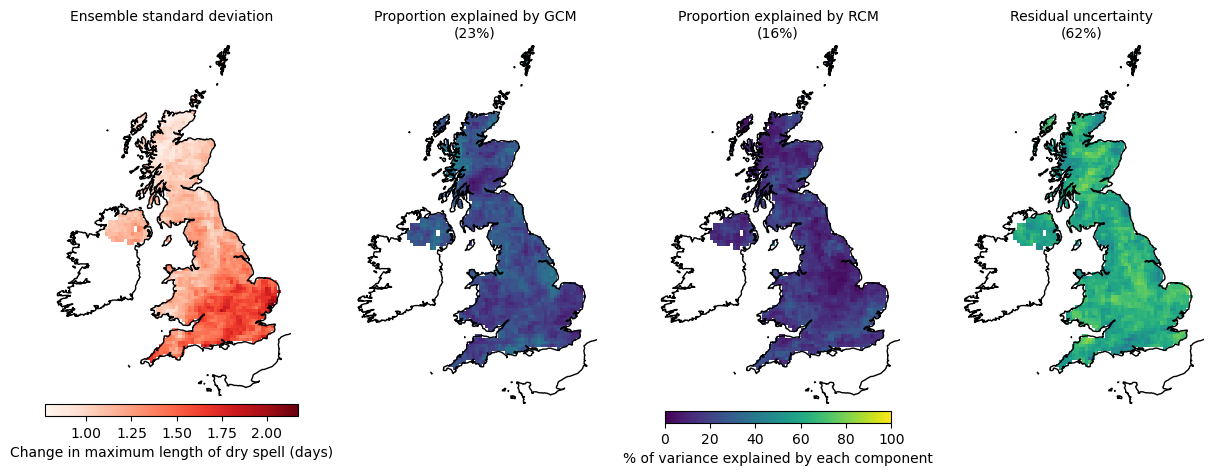 Ensemble standard deviation
Proportion explained by GCM
(23%)
Proportion explained by RCM
(16%)
Residual uncertainty
(62%)
1.00 1.25 1.50 1.75 2.00
Change in maximum length of dry spell (days)
0 20 40 60 80 100
% of variance explained by each component